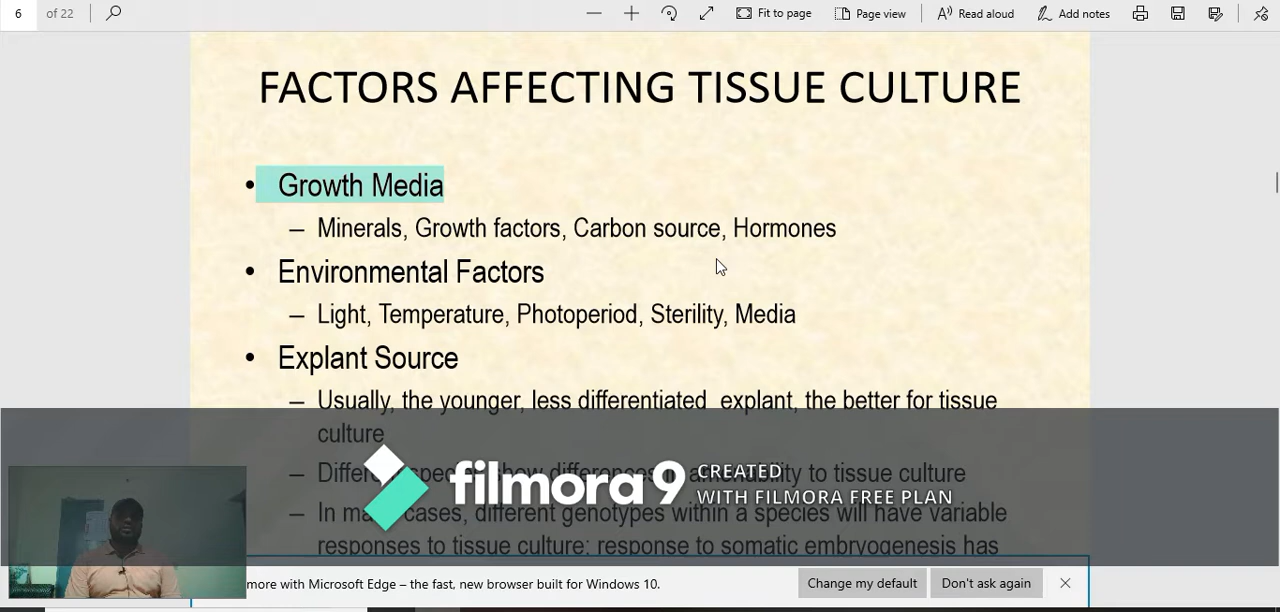 6 of 22 Fit to page Page view Read aloud Add notes
FACTORS AFFECTING TISSUE CULTURE
• Growth Media
– Minerals, Growth factors, Carbon source, Hormones
• Environmental Factors
– Light, Temperature, Photoperiod, Sterility, Media
• Explant Source
– Usually, the younger, less differentiated explant, the better for tissue
culture
– show differences to tissue culture
filmora9 CREATED
WITH FILMORA FREE PLAN
– In cases, different genotypes within a species will have variable
responses to tissue culture; response to somatic embryogenesis has
more with Microsoft Edge – the fast, new browser built for Windows 10. Change my default Don't ask again